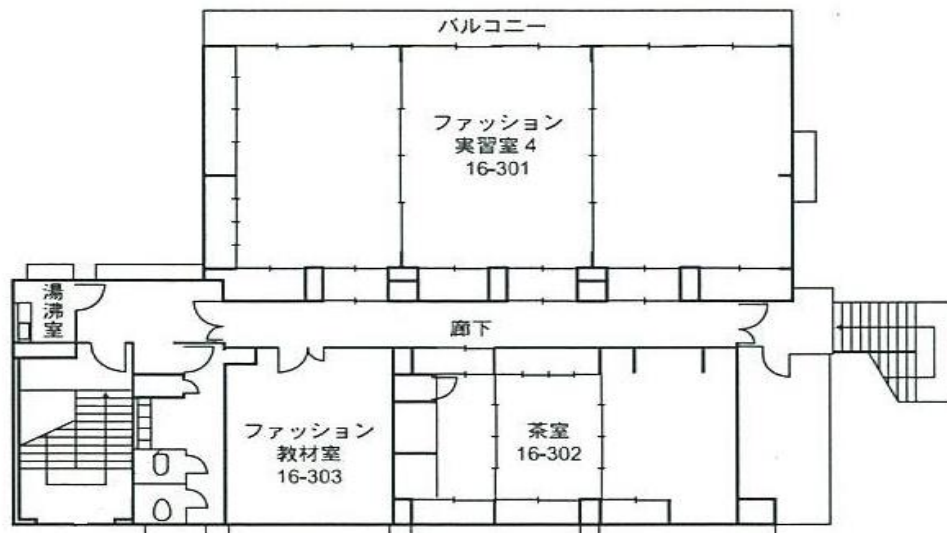 バルコニー
ファッション
実習室 4
16-301
湯沸室
廊下
ファッション
教材室
16-303
茶室
16-302